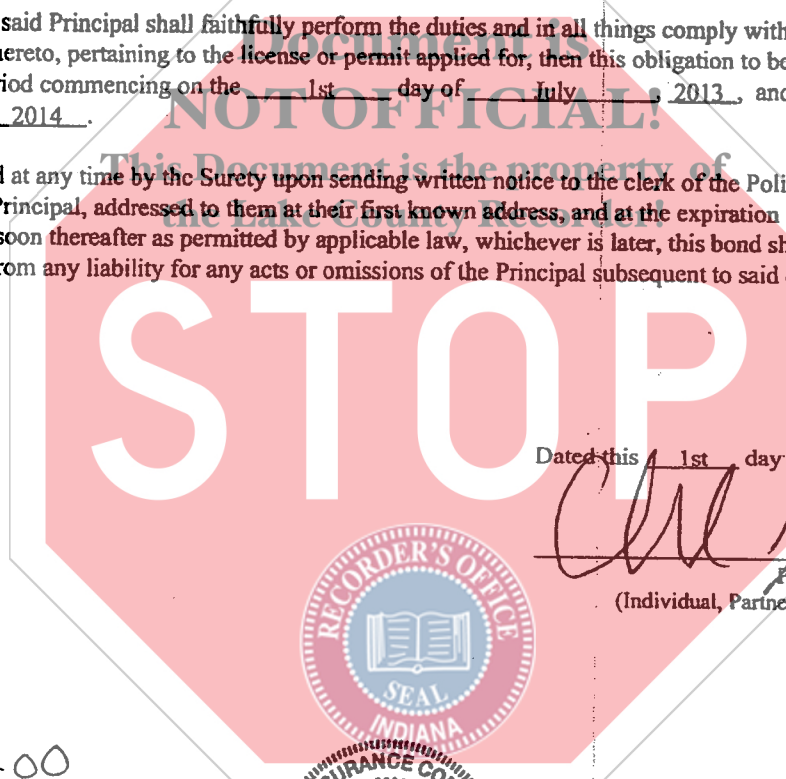 said Principal shall faithfully perform the duties and in all things comply with
Document is
ereto, pertaining to the license or permit applied for, then this obligation to be
iod commencing on the 1st day of July , 2013 , and
NOT OFFICIAL!
2014 .
This Document is the property of
at any time by the Surety upon sending written notice to the clerk of the Poli
Principal, addressed to them at their first known address, and at the expiration
the Lake County Recorder!
soon thereafter as permitted by applicable law, whichever is later, this bond sh
rom any liability for any acts or omissions of the Principal subsequent to said
STOP
Dated this 1st day
(Individual, Partne
RECORDER'S OFFICE
SEAL
INDIANA
00
SURANCE CO